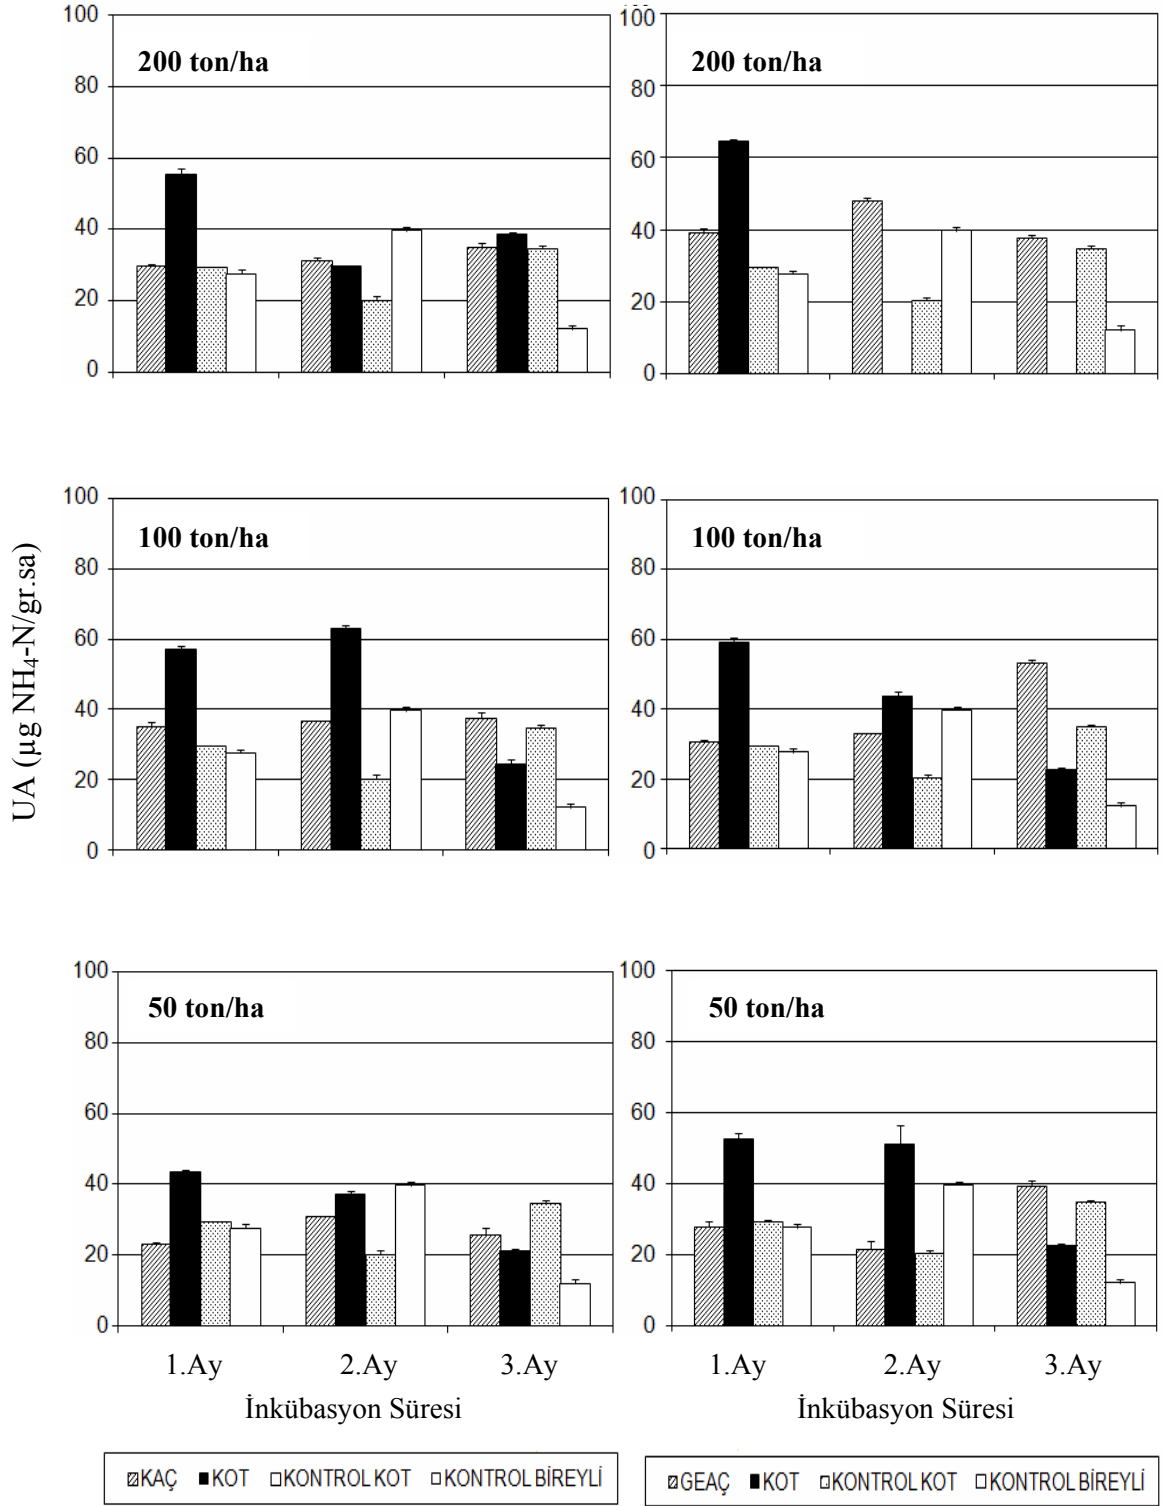 100
80
60
40
20
0
200 ton/ha
100
80
60
40
20
0
200 ton/ha
UA (µg NH₄-N/gr.sa)
100
80
60
40
20
0
100 ton/ha
100
80
60
40
20
0
100 ton/ha
100
80
60
40
20
0
50 ton/ha
1.Ay 2.Ay 3.Ay
İnkübasyon Süresi
100
80
60
40
20
0
50 ton/ha
1.Ay 2.Ay 3.Ay
İnkübasyon Süresi
KAÇ KOT KONTROL KOT KONTROL BİREYLİ
GEAÇ KOT KONTROL KOT KONTROL BİREYLİ